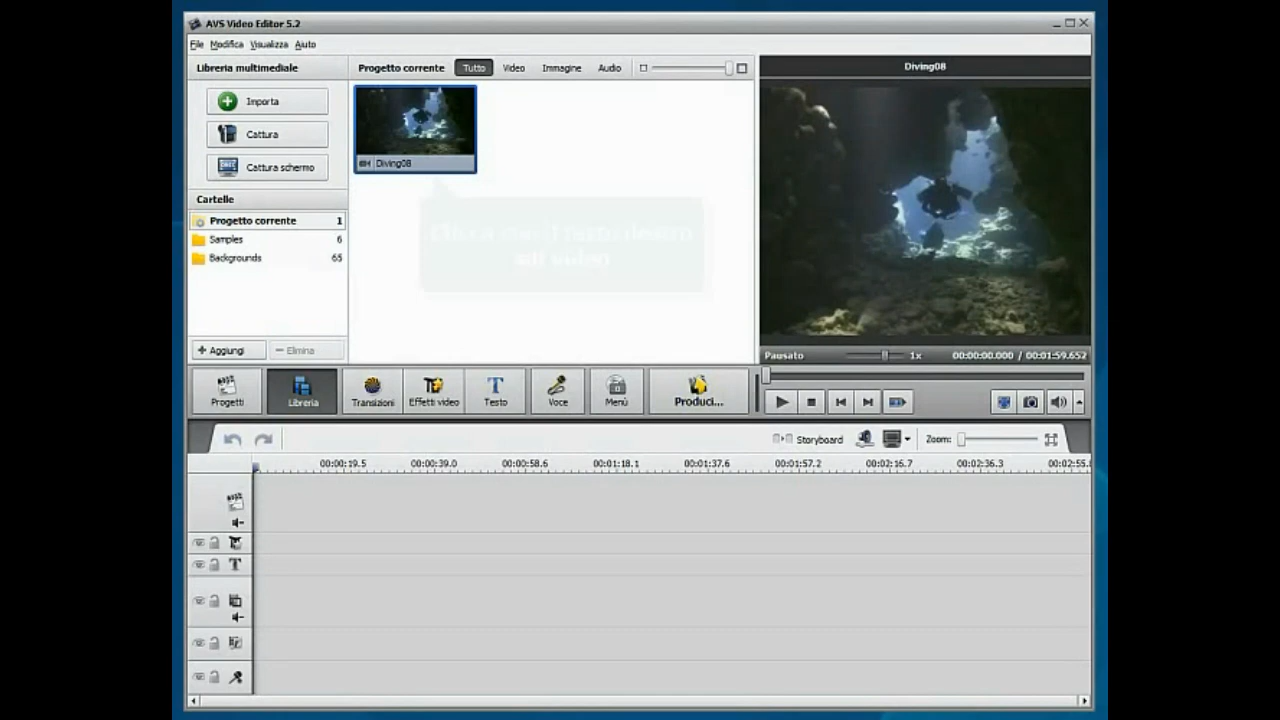 AVS Video Editor 5.2
File Modifica Visualizza Aiuto
Libreria multimediale
Progetto corrente Tutto Video Immagine Audio
Diving08
Importa
Cattura
Cattura schermo
Diving08
Cartelle
Progetto corrente 1
Samples 6
Backgrounds 65
Aggiungi Elimina
Pausato 1x 00:00:00.000 / 00:01:59.652
Progetti Libreria Transizioni Effetti video Testo Voce Menù Produci...
Storyboard Zoom:
00:00:19.5 00:00:39.0 00:00:58.6 00:01:18.1 00:01:37.6 00:01:57.2 00:02:16.7 00:02:36.3 00:02:55.